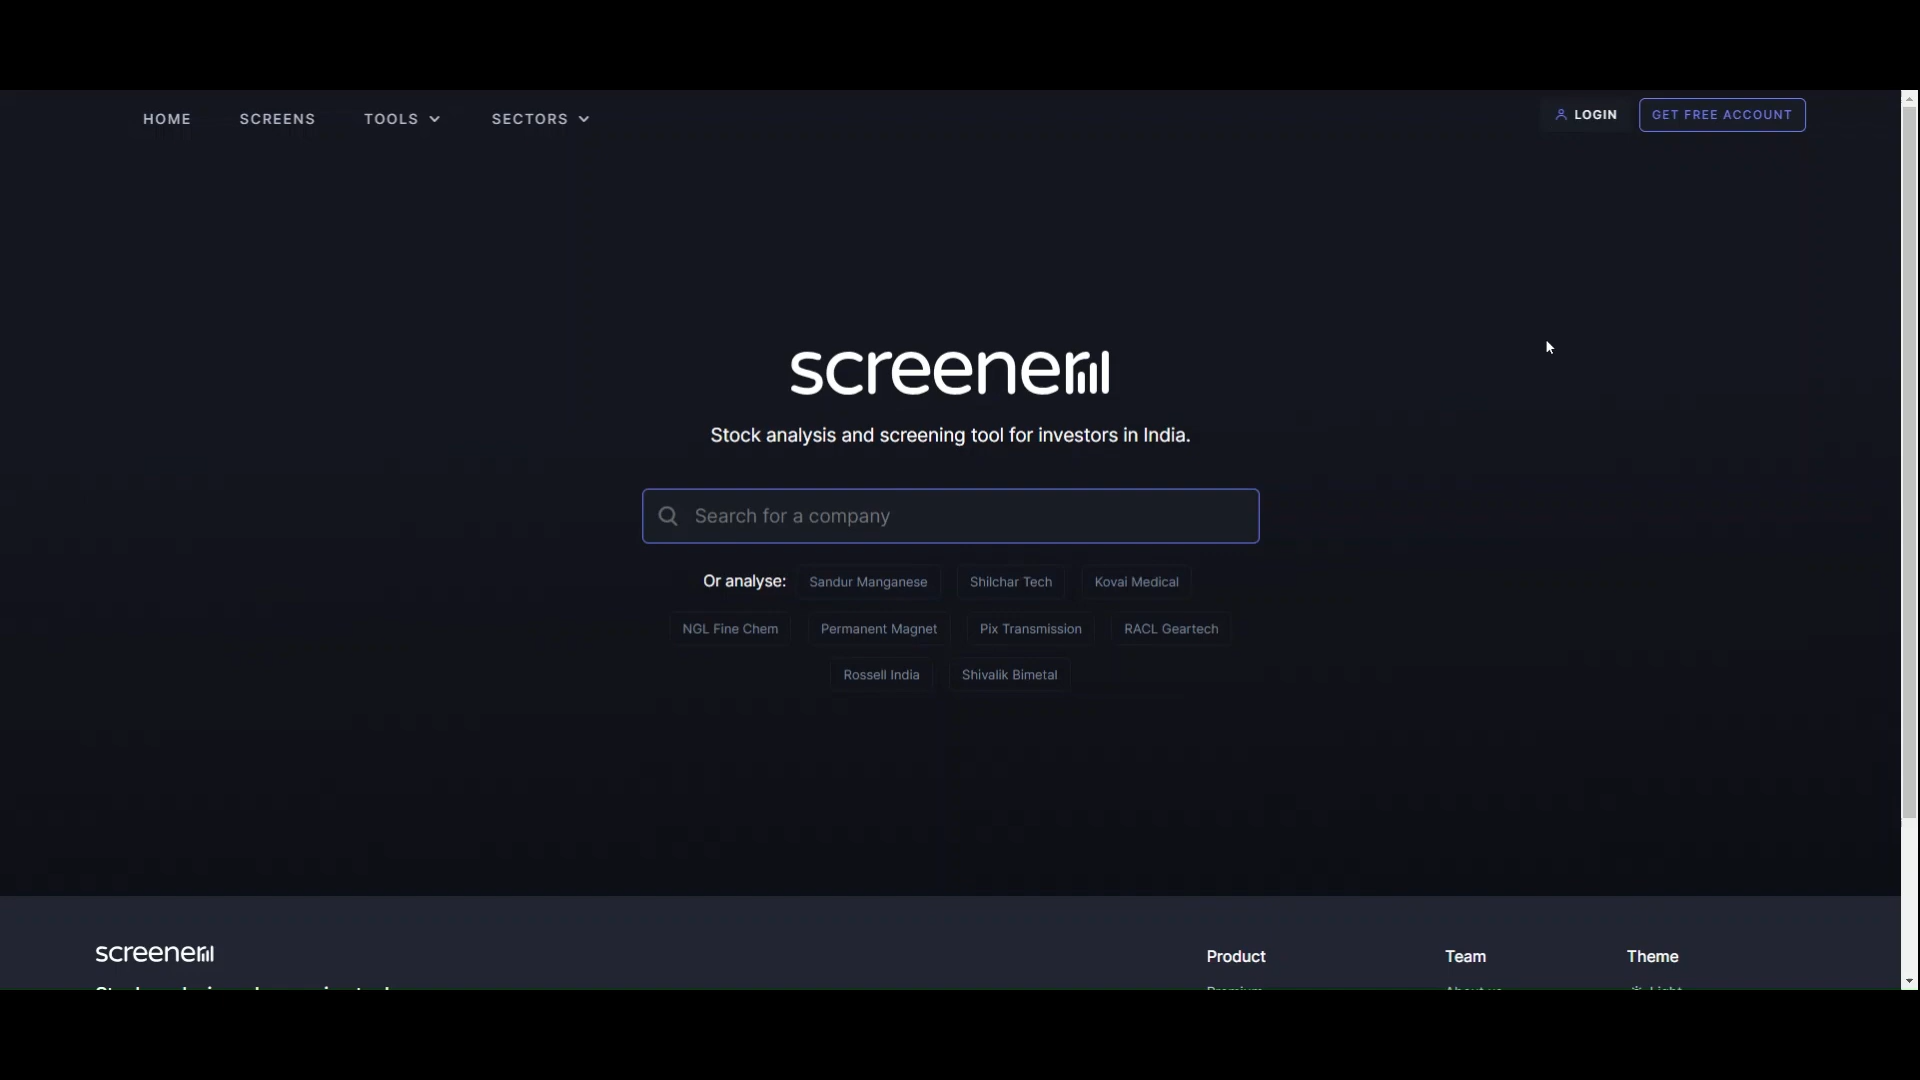 HOME SCREENS TOOLS SECTORS LOGIN GET FREE ACCOUNT
screener
Stock analysis and screening tool for investors in India.
Search for a company
Or analyse: Sandur Manganese Shilchar Tech Kovai Medical
NGL Fine Chem Permanent Magnet Pix Transmission RACL Geartech
Rossell India Shivalik Bimetal
screener Product Team Theme